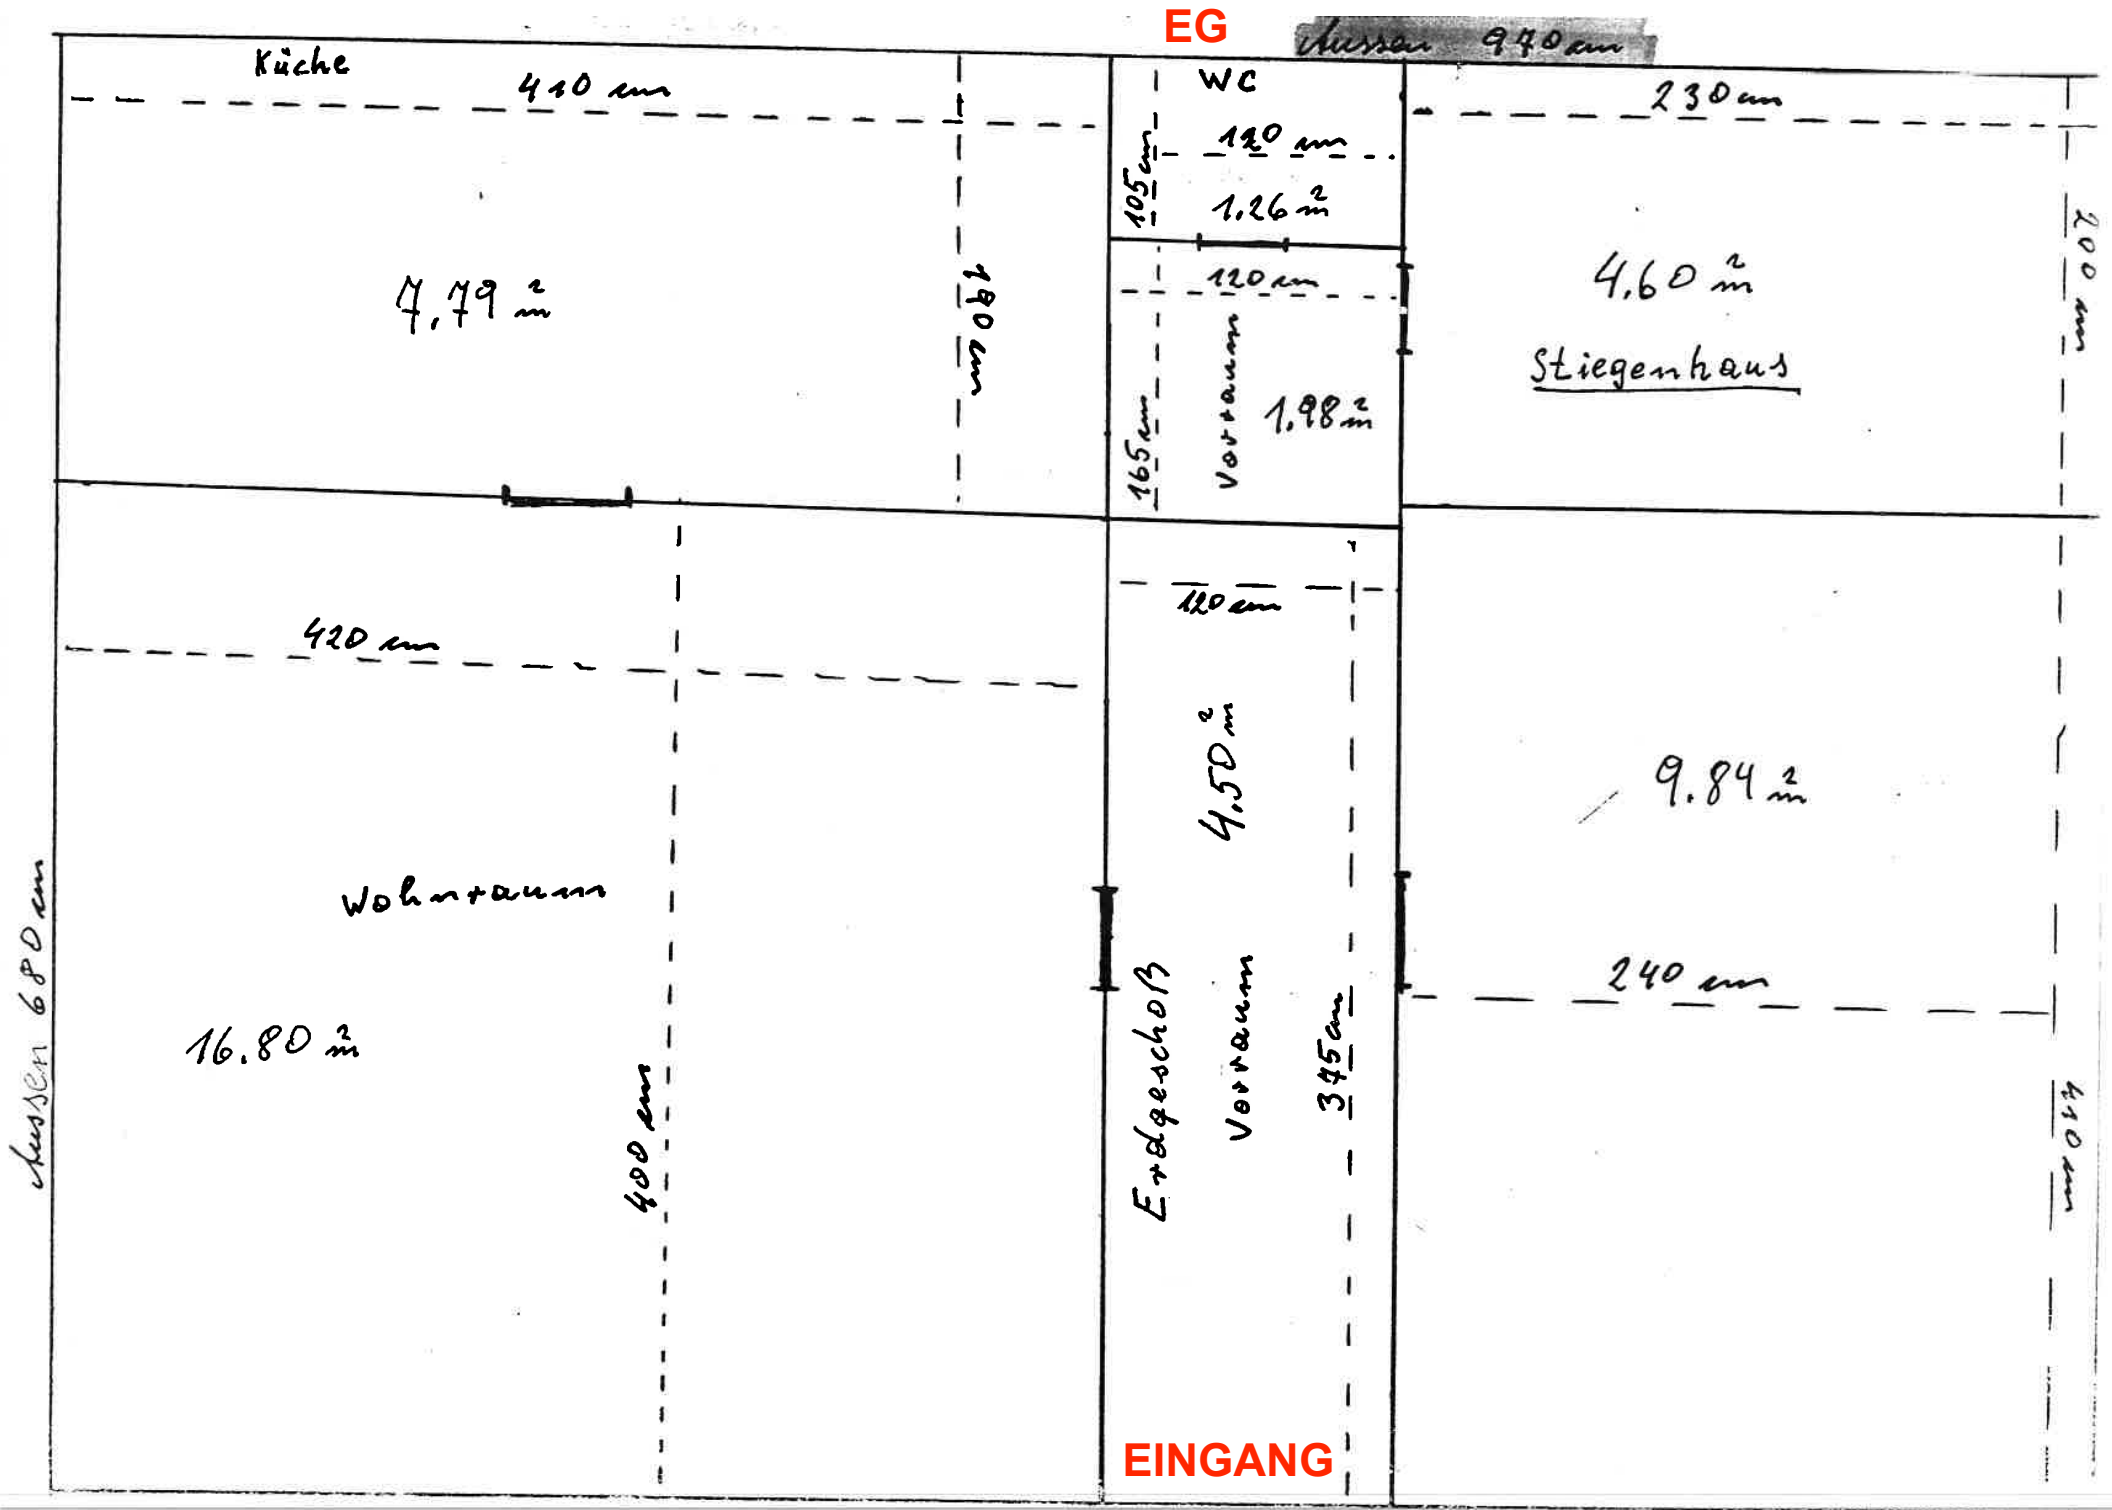 EG
Aussen 970 cm
Küche
410 cm
WC
230 cm
120 cm
105 cm
1.26 m²
200 cm
7,79 m²
190 cm
120 cm
4,60 m²
Stiegenhaus
Vorraum
1,98 m²
165 cm
420 cm
120 cm
4,50 m²
9.84 m²
Wohnraum
Aussen 680 cm
16.80 m²
400 cm
Erdgeschoß
Vorraum
375 cm
240 cm
410 cm
EINGANG